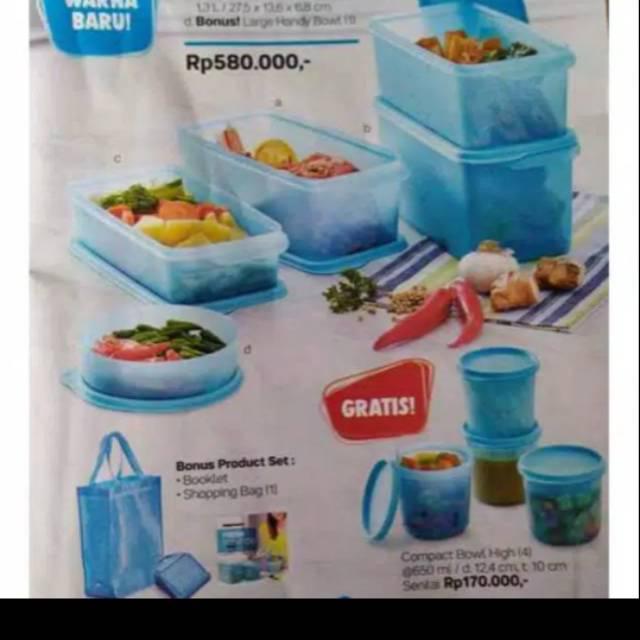 WARNA
BARU!
1,3 L / 27,5 x 13,6 x 6,8 cm
d. Bonus! Large Handy Bowl (1)
Rp580.000,-
a
b
c
d
GRATIS!
Bonus Product Set :
• Booklet
• Shopping Bag (1)
Compact Bowl High (4)
@650 ml / d: 12,4 cm, t: 10 cm
Senilai Rp170.000,-